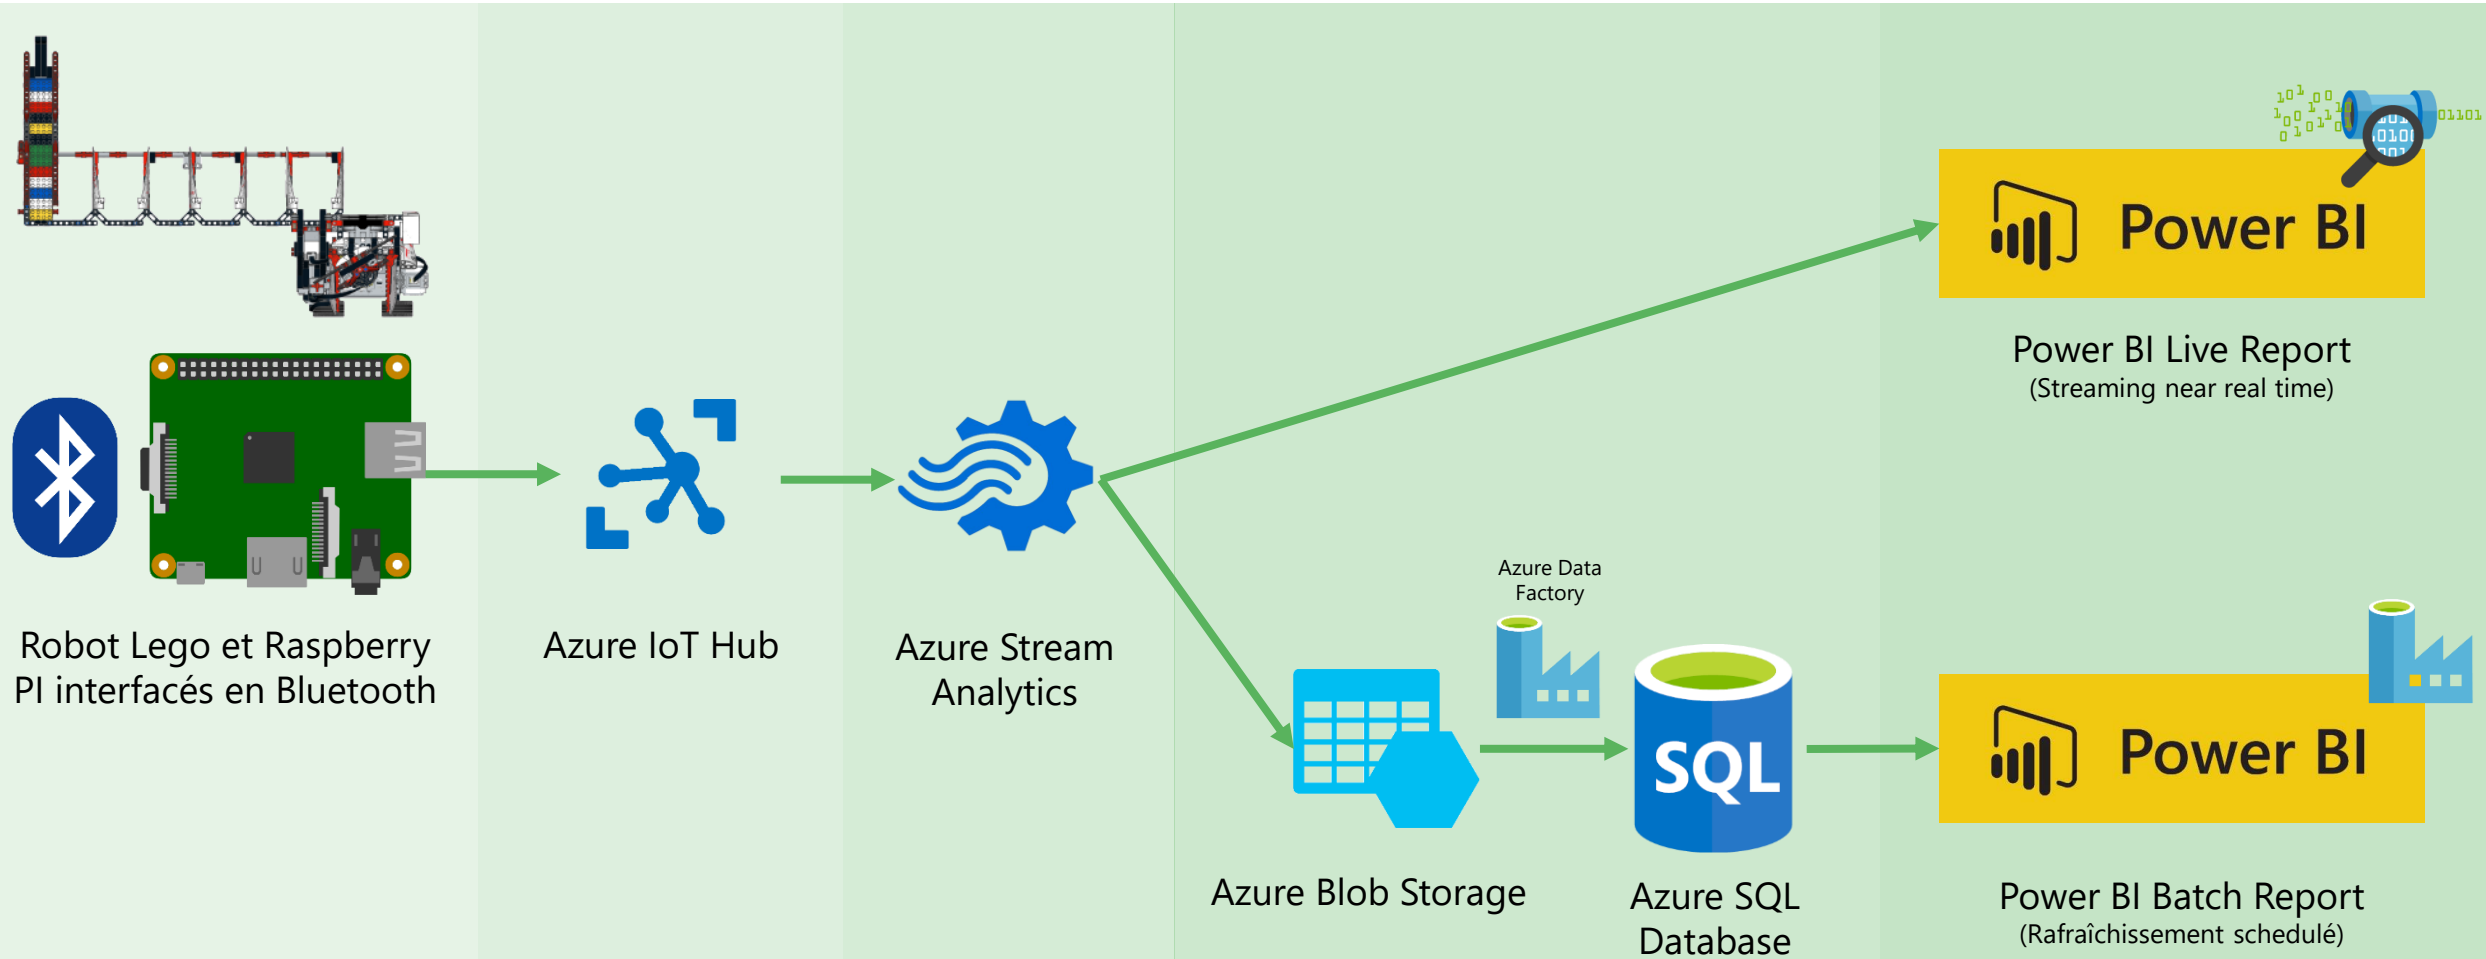 Robot Lego et Raspberry
PI interfacés en Bluetooth
Azure IoT Hub
Azure Stream
Analytics
Power BI
Power BI Live Report
(Streaming near real time)
01101
Azure Data
Factory
Azure Blob Storage
SQL
Azure SQL
Database
Power BI
Power BI Batch Report
(Rafraîchissement schedulé)